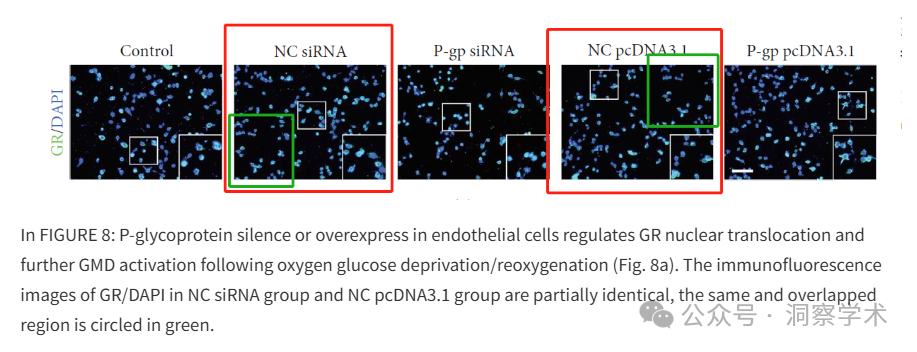 Control
NC siRNA
P-gp siRNA
NC pcDNA3.1
P-gp pcDNA3.1
GR/DAPI
In FIGURE 8: P-glycoprotein silence or overexpress in endothelial cells regulates GR nuclear translocation and
further GMD activation following oxygen glucose deprivation/reoxygenation (Fig. 8a). The immunofluorescence
images of GR/DAPI in NC siRNA group and NC pcDNA3.1 group are partially identical, the same and overlapped
region is circled in green.
公众号 · 洞察学术